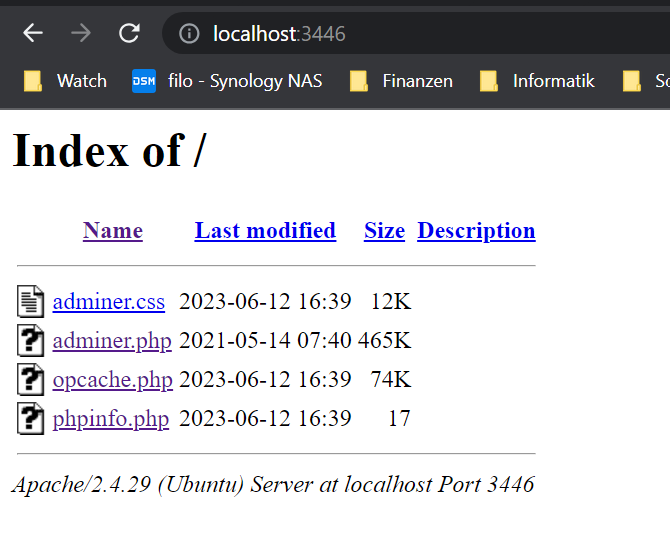 localhost:3446
Watch DSM filo - Synology NAS Finanzen Informatik
Index of /
Name Last modified Size Description
adminer.css 2023-06-12 16:39 12K
adminer.php 2021-05-14 07:40 465K
opcache.php 2023-06-12 16:39 74K
phpinfo.php 2023-06-12 16:39 17
Apache/2.4.29 (Ubuntu) Server at localhost Port 3446